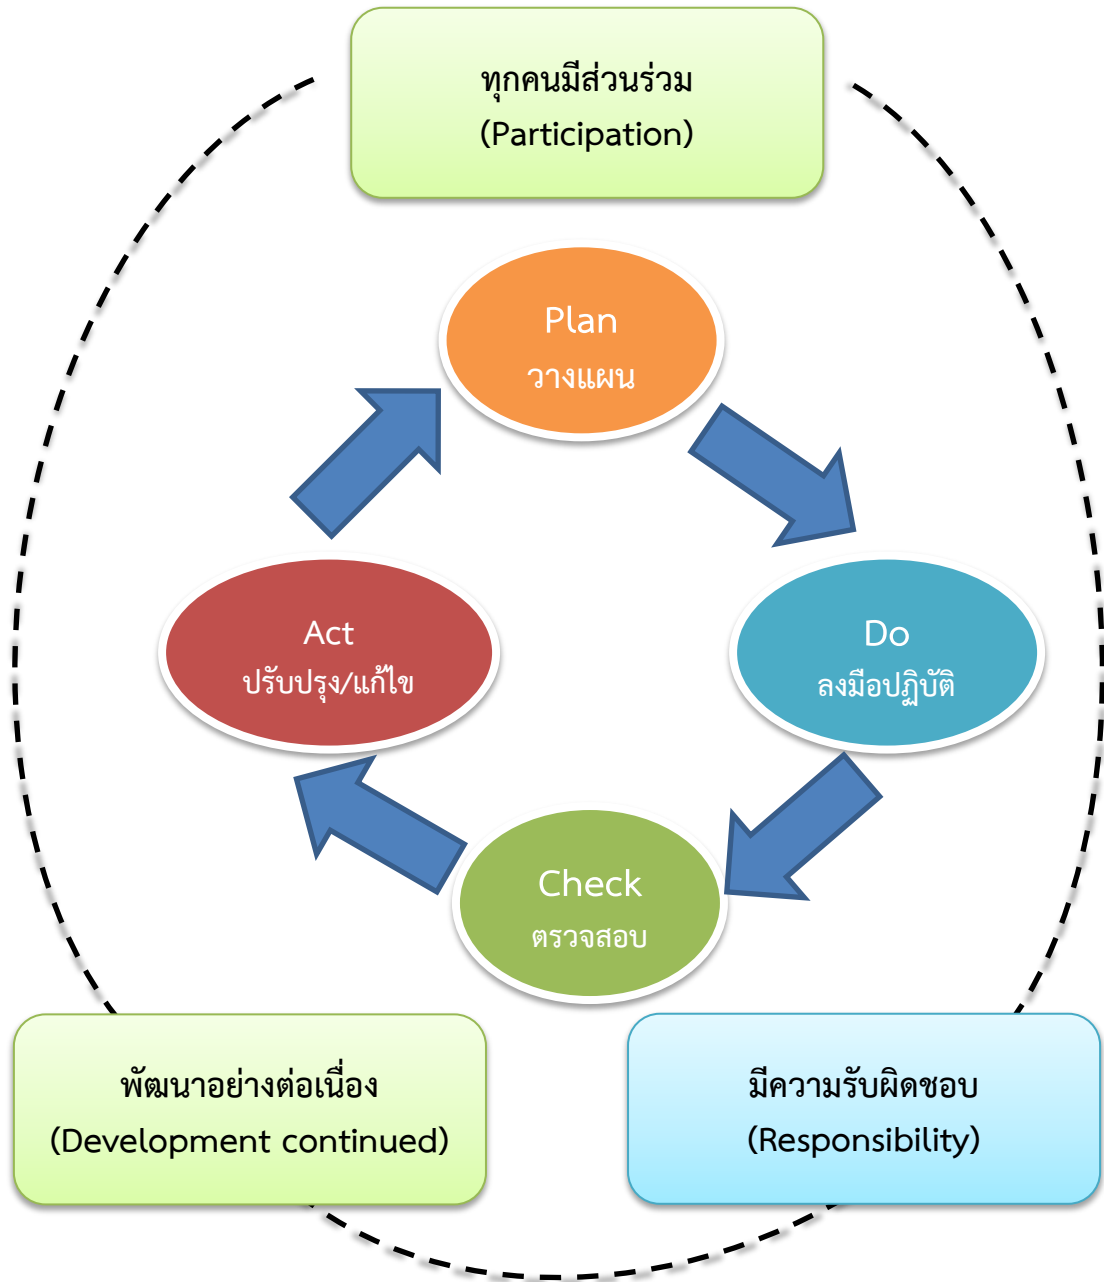 ทุกคนมีส่วนร่วม
(Participation)
Plan
วางแผน
Act
ปรับปรุง/แก้ไข
Do
ลงมือปฏิบัติ
Check
ตรวจสอบ
พัฒนาอย่างต่อเนื่อง
(Development continued)
มีความรับผิดชอบ
(Responsibility)